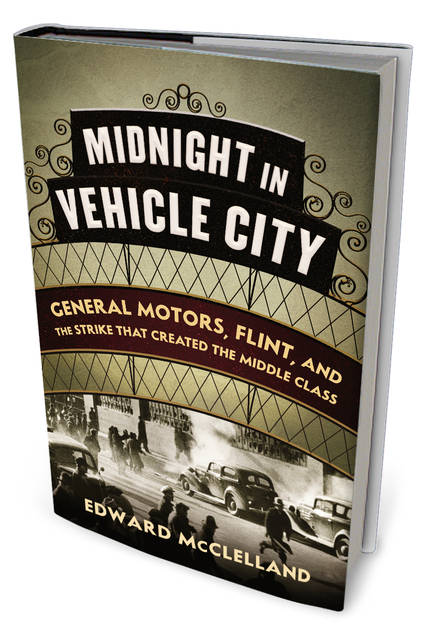 MIDNIGHT IN
VEHICLE CITY
GENERAL MOTORS, FLINT, AND
THE STRIKE THAT CREATED THE MIDDLE CLASS
EDWARD McCLELLAND